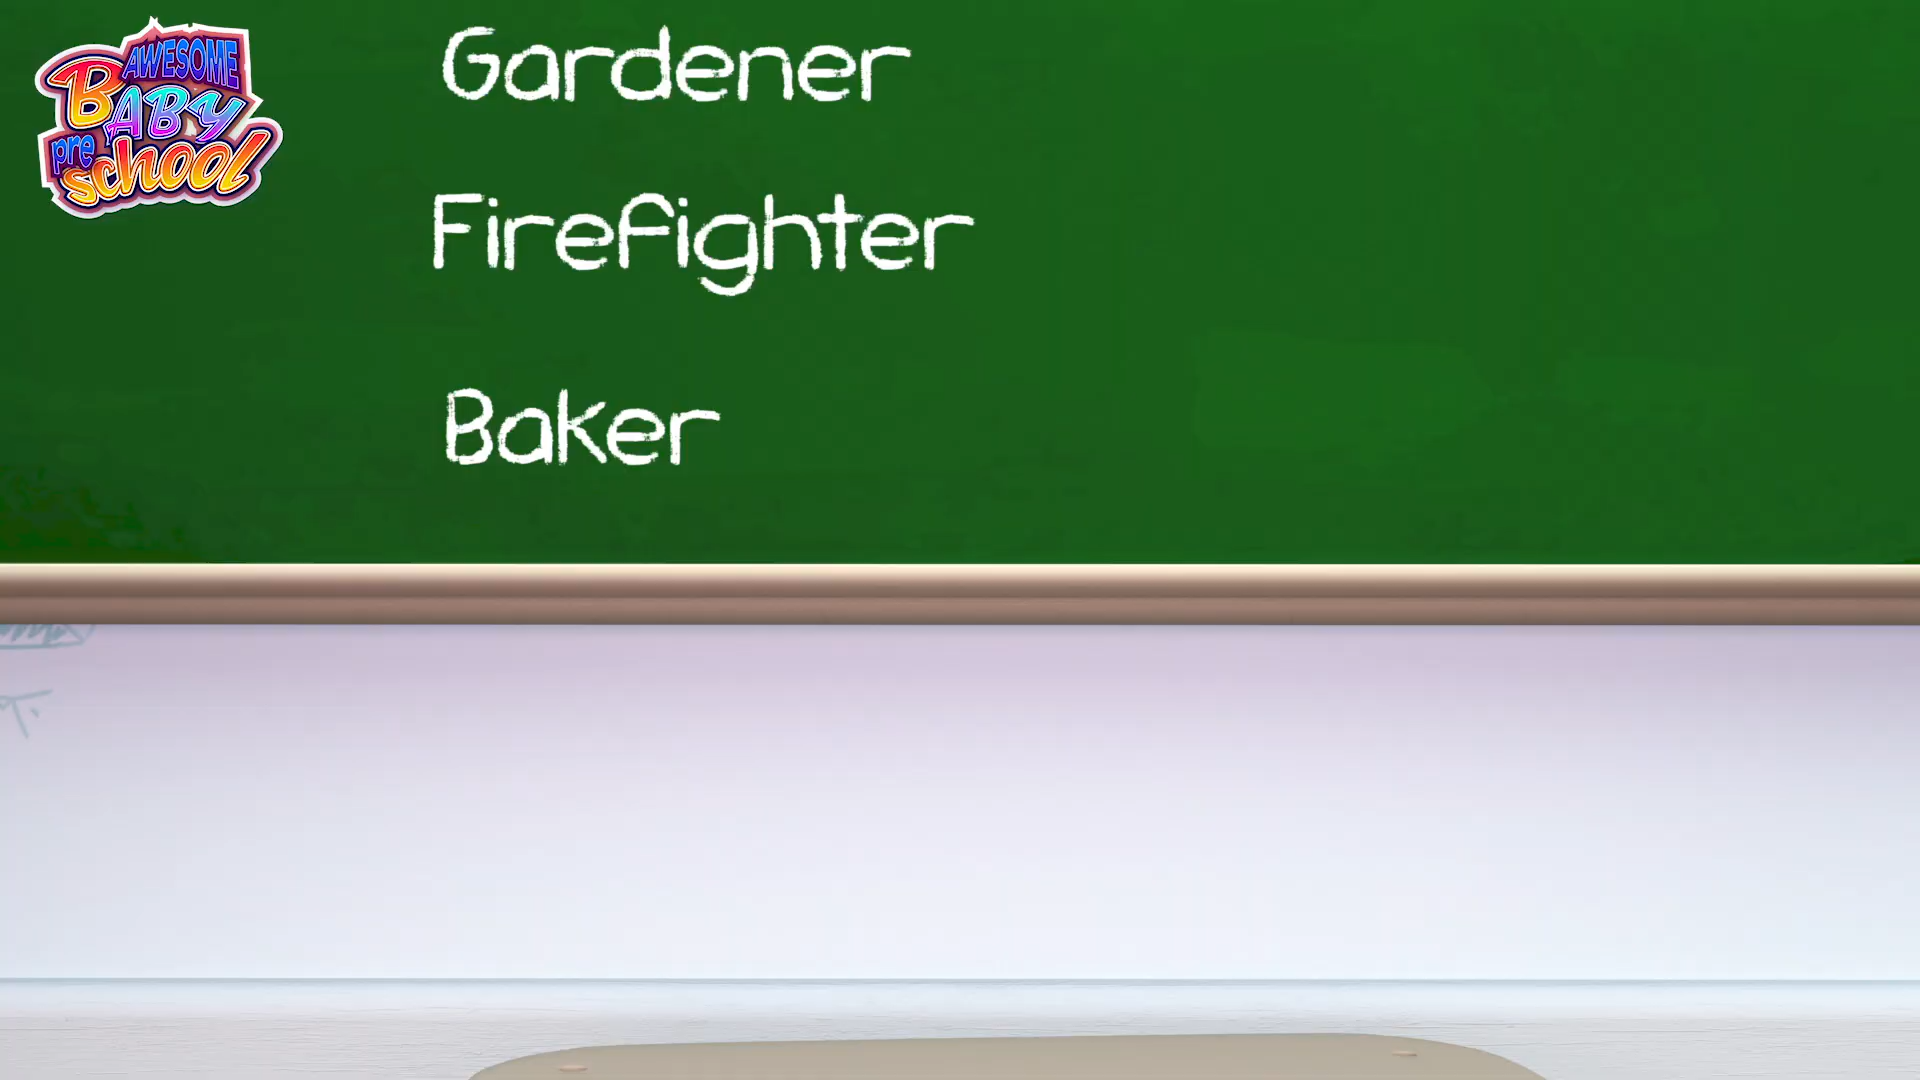 AWESOME
BABY
pre
school
Gardener
Firefighter
Baker